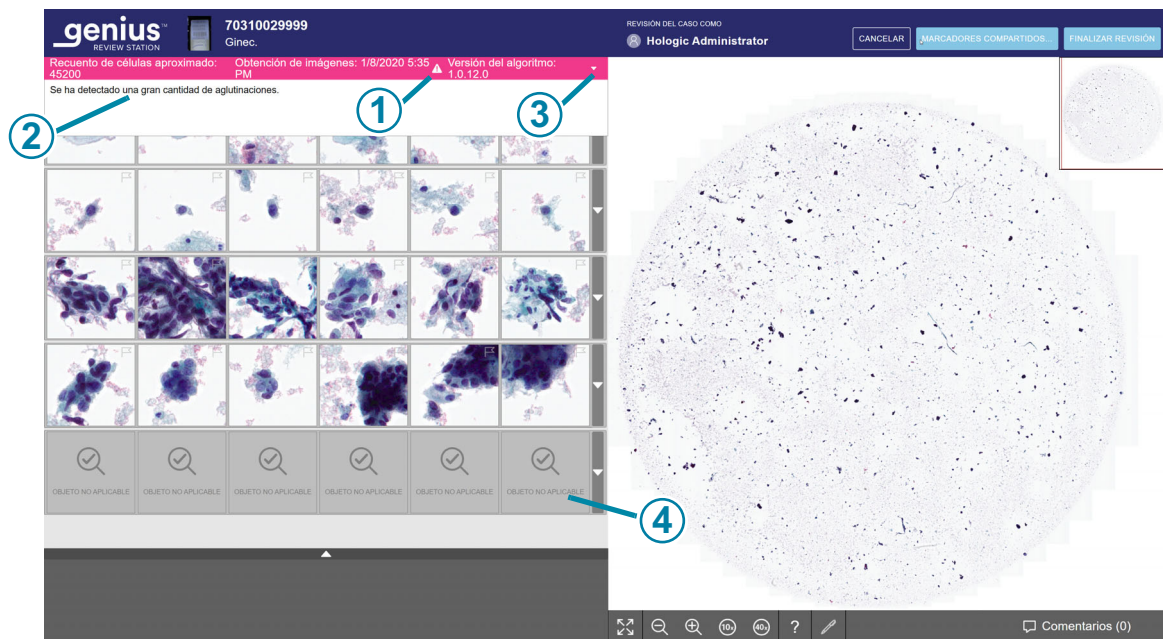 genius™
REVIEW STATION
70310029999
Ginec.
REVISIÓN DEL CASO COMO
Hologic Administrator
CANCELAR
MARCADORES COMPARTIDOS...
FINALIZAR REVISIÓN
Recuento de células aproximado:
45200
Obtención de imágenes: 1/8/2020 5:35
PM
Versión del algoritmo:
1.0.12.0
Se ha detectado una gran cantidad de aglutinaciones.
1
2
3
OBJETO NO APLICABLE
OBJETO NO APLICABLE
OBJETO NO APLICABLE
OBJETO NO APLICABLE
OBJETO NO APLICABLE
OBJETO NO APLICABLE
4
10x
40x
?
Comentarios (0)